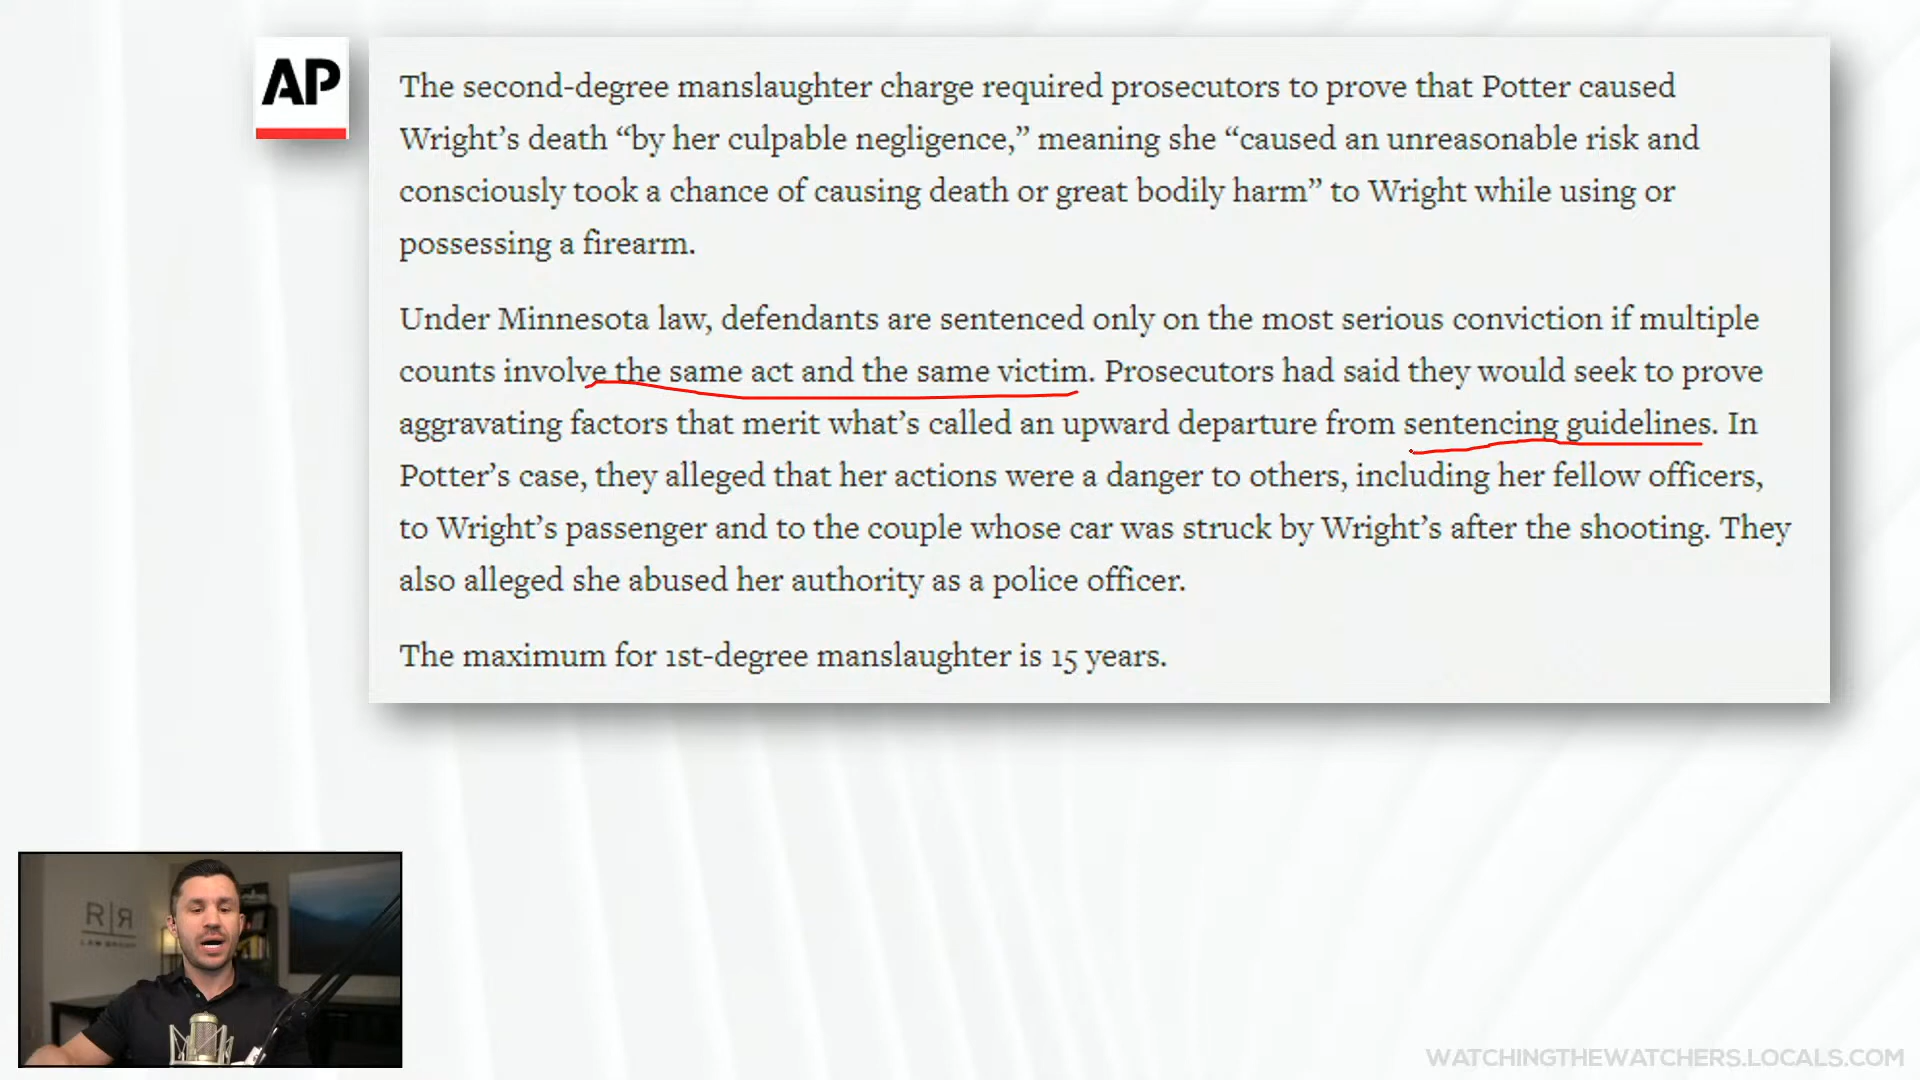 AP
The second-degree manslaughter charge required prosecutors to prove that Potter caused
Wright’s death “by her culpable negligence,” meaning she “caused an unreasonable risk and
consciously took a chance of causing death or great bodily harm” to Wright while using or
possessing a firearm.
Under Minnesota law, defendants are sentenced only on the most serious conviction if multiple
counts involve the same act and the same victim. Prosecutors had said they would seek to prove
aggravating factors that merit what’s called an upward departure from sentencing guidelines. In
Potter’s case, they alleged that her actions were a danger to others, including her fellow officers,
to Wright’s passenger and to the couple whose car was struck by Wright’s after the shooting. They
also alleged she abused her authority as a police officer.
The maximum for 1st-degree manslaughter is 15 years.
R|R
LAW GROUP
WATCHINGTHEWATCHERS.LOCALS.COM